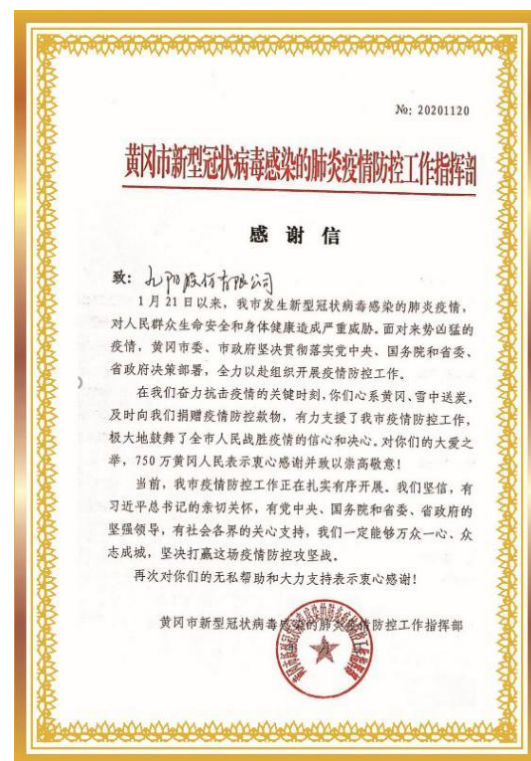 №: 20201120
黄冈市新型冠状病毒感染的肺炎疫情防控工作指挥部
感谢信
致：九阳股份有限公司
1月21日以来，我市发生新型冠状病毒感染的肺炎疫情，
对人民群众生命安全和身体健康造成严重威胁。面对来势凶猛的
疫情，黄冈市委、市政府坚决贯彻落实党中央、国务院和省委、
省政府决策部署，全力以赴组织开展疫情防控工作。
在我们奋力抗击疫情的关键时刻，你们心系黄冈、雪中送炭，
及时向我们捐赠疫情防控款物，有力支援了我市疫情防控工作，
极大地鼓舞了全市人民战胜疫情的信心和决心。对你们的大爱之
举，750万黄冈人民表示衷心感谢并致以崇高敬意！
当前，我市疫情防控工作正在扎实有序开展。我们坚信，有
习近平总书记的亲切关怀，有党中央、国务院和省委、省政府的
坚强领导，有社会各界的关心支持，我们一定能够万众一心、众
志成城，坚决打赢这场疫情防控攻坚战。
再次对你们的无私帮助和大力支持表示衷心感谢！
黄冈市新型冠状病毒感染的肺炎疫情防控工作指挥部